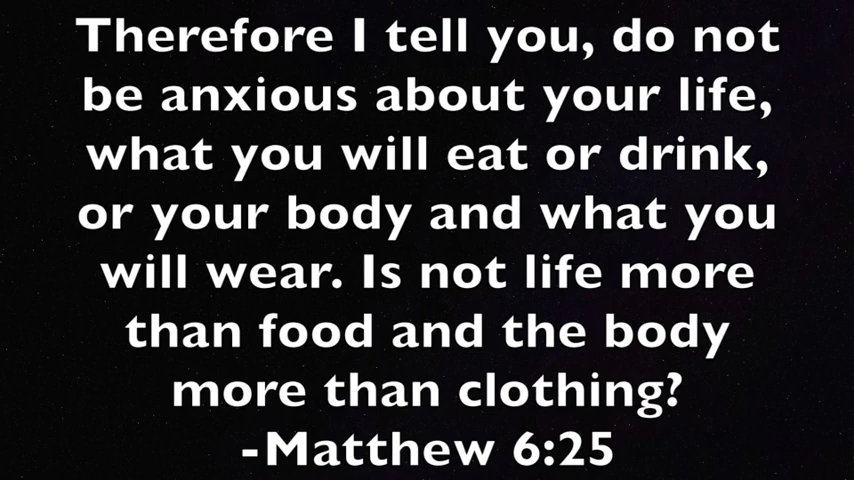 Therefore I tell you, do not
be anxious about your life,
what you will eat or drink,
or your body and what you
will wear. Is not life more
than food and the body
more than clothing?
-Matthew 6:25